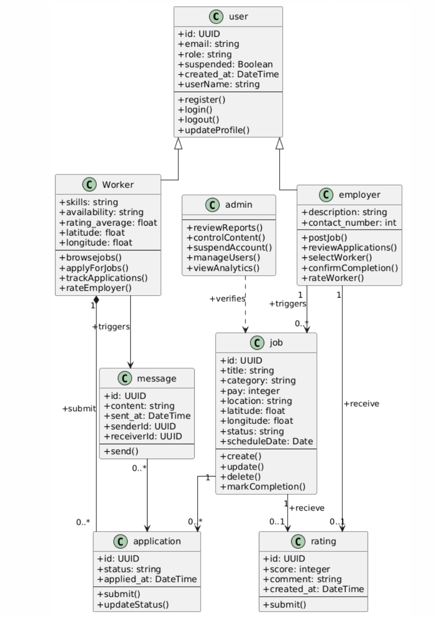 C user
+id: UUID
+email: string
+role: string
+suspended: Boolean
+created_at: DateTime
+userName: string
+register()
+login()
+logout()
+updateProfile()
C Worker
+skills: string
+availability: string
+rating_average: float
+latitude: float
+longitude: float
+browsejobs()
+applyForJobs()
+trackApplications()
+rateEmployer()
C admin
+reviewReports()
+controlContent()
+suspendAccount()
+manageUsers()
+viewAnalytics()
C employer
+description: string
+contact_number: int
+postJob()
+reviewApplications()
+selectWorker()
+confirmCompletion()
+rateWorker()
1
+triggers
+verifies
1
+triggers
0..*
1
C job
+id: UUID
+title: string
+category: string
+pay: integer
+location: string
+latitude: float
+longitude: float
+status: string
+scheduleDate: Date
+create()
+update()
+delete()
+markCompletion()
C message
+id: UUID
+content: string
+sent_at: DateTime
+senderId: UUID
+receiverId: UUID
+send()
+submit
+receive
0..*
1
1
+recieve
0..*
0..*
0..1
0..1
C application
+id: UUID
+status: string
+applied_at: DateTime
+submit()
+updateStatus()
C rating
+id: UUID
+score: integer
+comment: string
+created_at: DateTime
+submit()